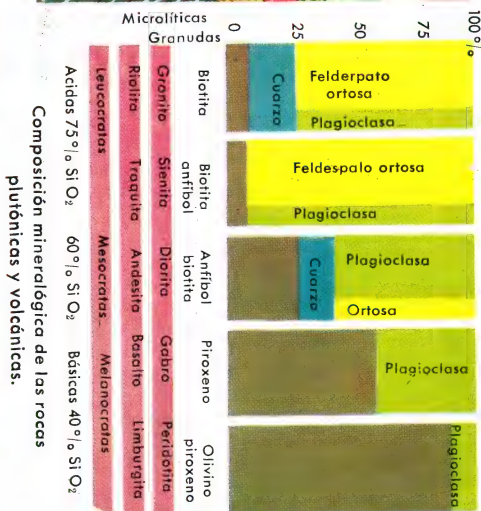 Microlíticas
Granudas
0
25
50
75
100°/o
Biotita
Cuarzo
Felderpato
ortosa
Plagioclasa
Biotita
anfibol
Feldespalo ortosa
Plagioclasa
Anfibol
biotita
Cuarzo
Plagioclasa
Ortosa
Piroxeno
Plagioclasa
Olivino
piroxeno
Plagioclasa
Granito Sienita Diorita Gabro Peridotita
Riolita Traquita Andesita Basalto Limburgita
Leucocratas Mesocratas Melanocratas
Acidas 75°/o Si O2 60°/o Si O2 Básicas 40°/o Si O2
Composición mineralógica de las rocas
plutónicas y volcánicas.